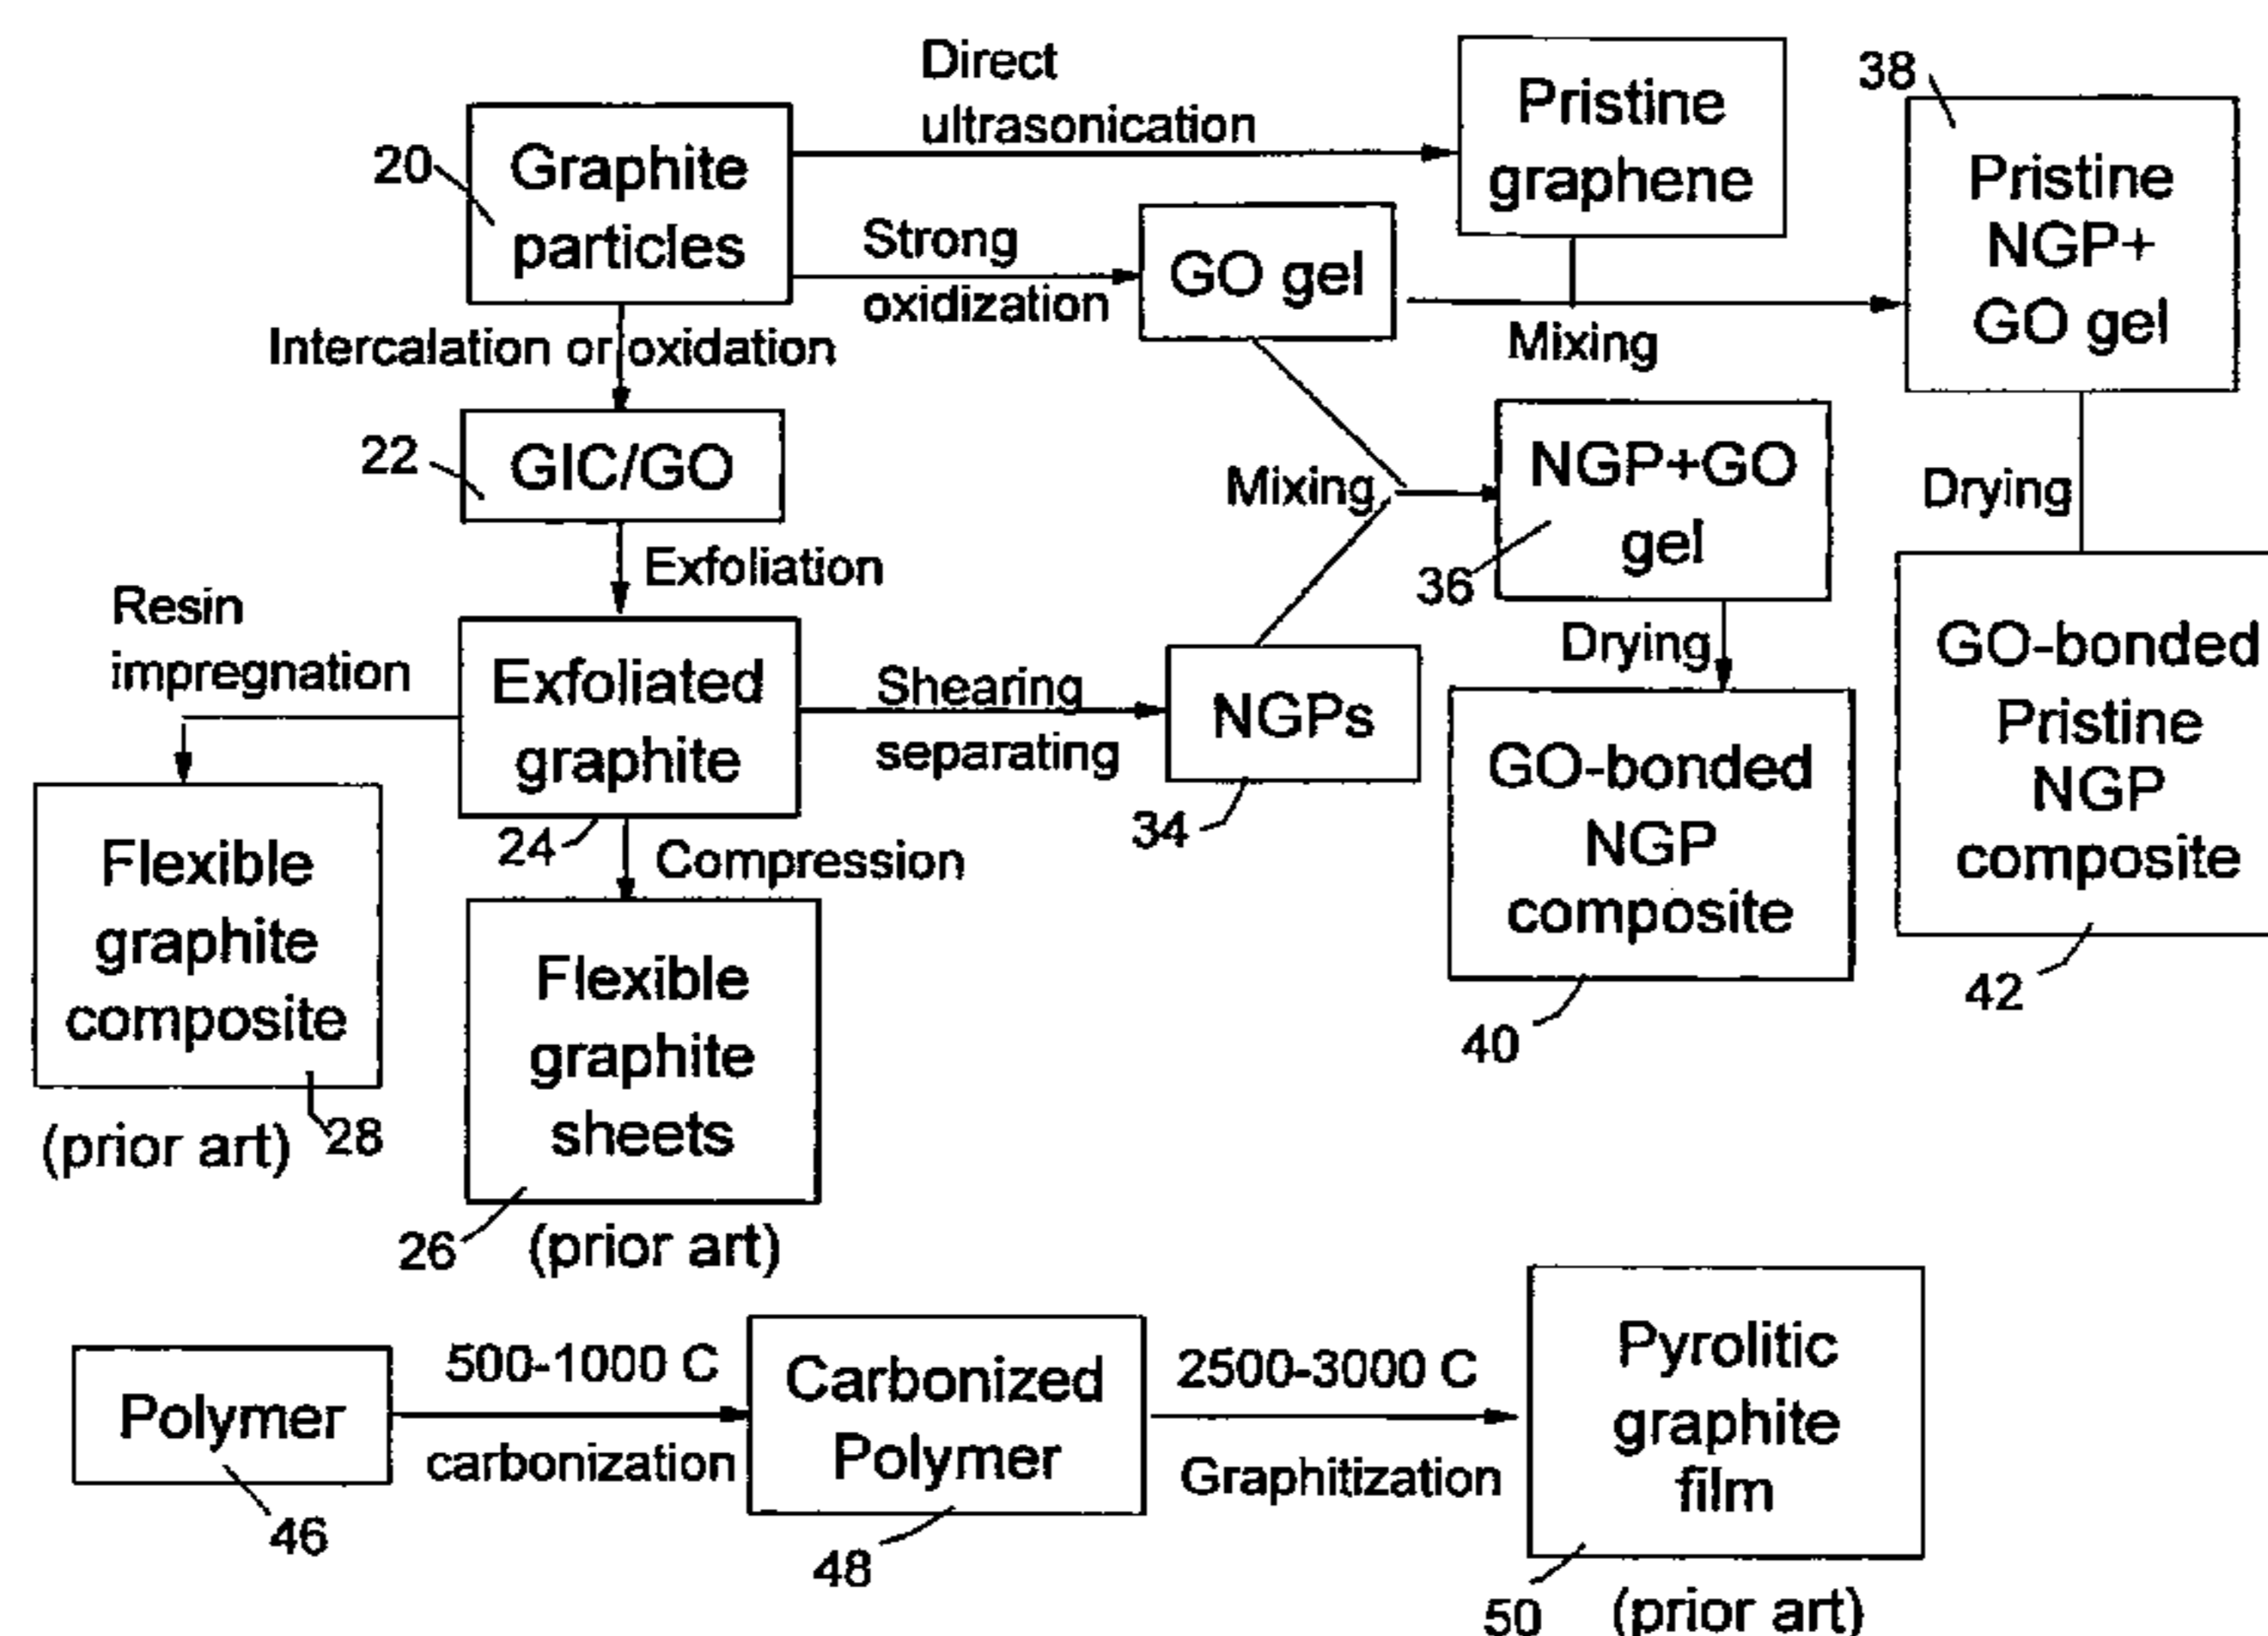 Direct
ultrasonication
Pristine
graphene
38
20
Graphite
particles
Strong
oxidization
GO gel
Pristine
NGP+
GO gel
Mixing
Intercalation or oxidation
22
GIC/GO
Mixing
NGP+GO
gel
36
Drying
Exfoliation
Drying
Resin
impregnation
Exfoliated
graphite
24
Shearing
separating
NGPs
34
GO-bonded
NGP
composite
40
GO-bonded
Pristine
NGP
composite
42
Flexible
graphite
composite
(prior art)
28
Compression
Flexible
graphite
sheets
26
(prior art)
Polymer
46
500-1000 C
carbonization
Carbonized
Polymer
48
2500-3000 C
Graphitization
Pyrolitic
graphite
film
50
(prior art)